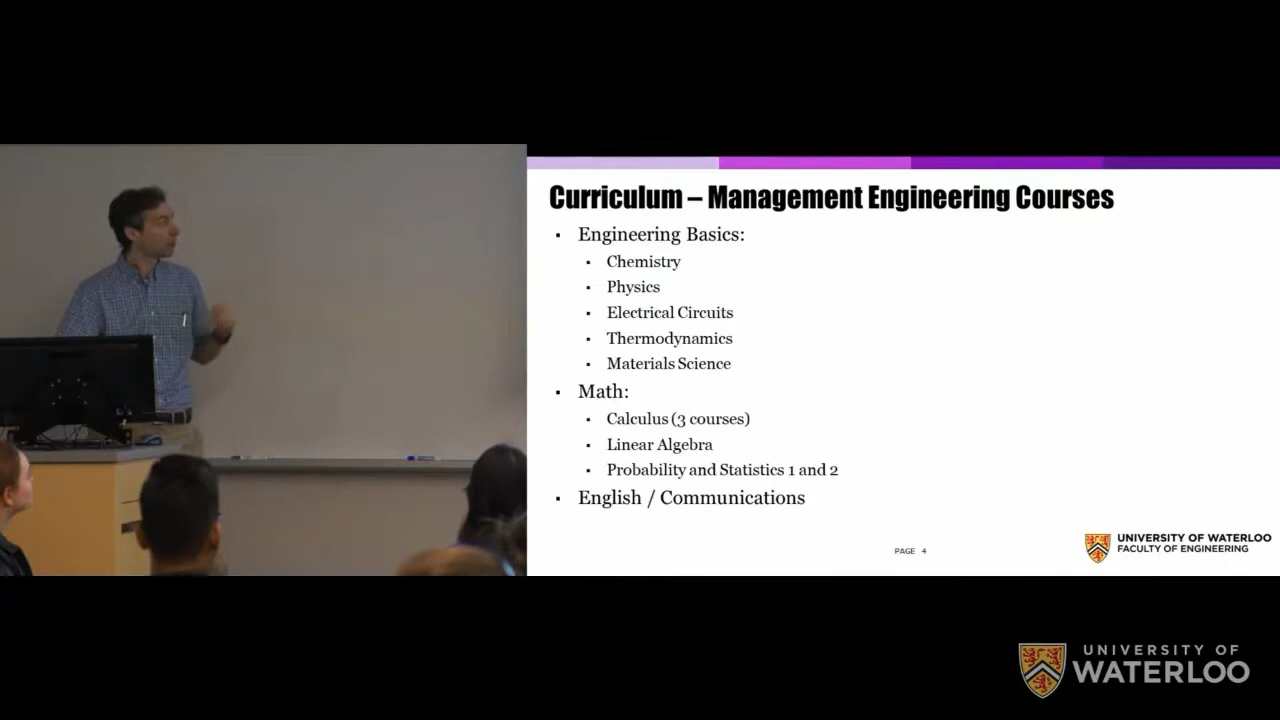 Curriculum – Management Engineering Courses
▪ Engineering Basics:
▪ Chemistry
▪ Physics
▪ Electrical Circuits
▪ Thermodynamics
▪ Materials Science
▪ Math:
▪ Calculus (3 courses)
▪ Linear Algebra
▪ Probability and Statistics 1 and 2
▪ English / Communications
PAGE 4
UNIVERSITY OF WATERLOO
FACULTY OF ENGINEERING
UNIVERSITY OF
WATERLOO